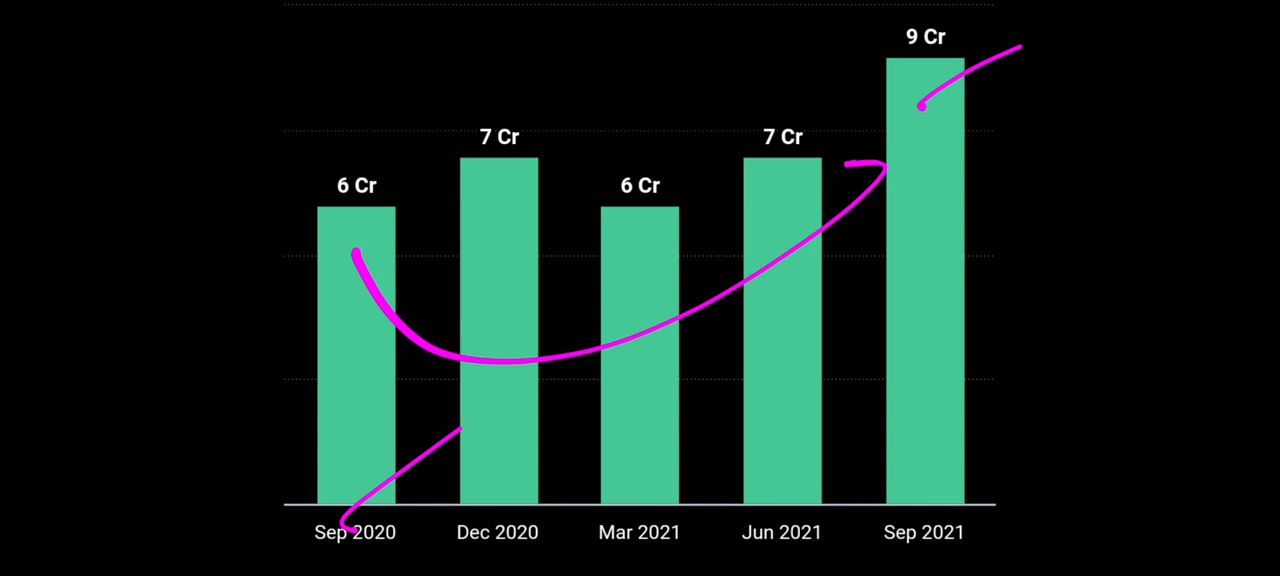 9 Cr
7 Cr
7 Cr
6 Cr
6 Cr
Sep 2020
Dec 2020
Mar 2021
Jun 2021
Sep 2021